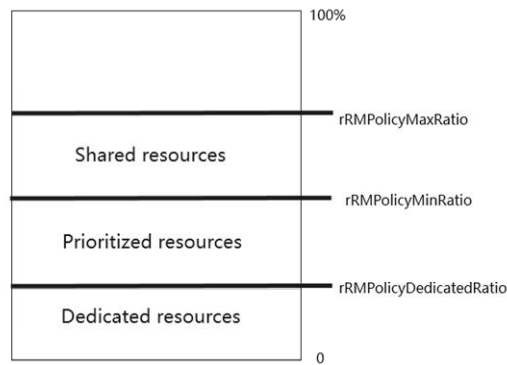 100%
rRMPolicyMaxRatio
Shared resources
rRMPolicyMinRatio
Prioritized resources
rRMPolicyDedicatedRatio
Dedicated resources
0